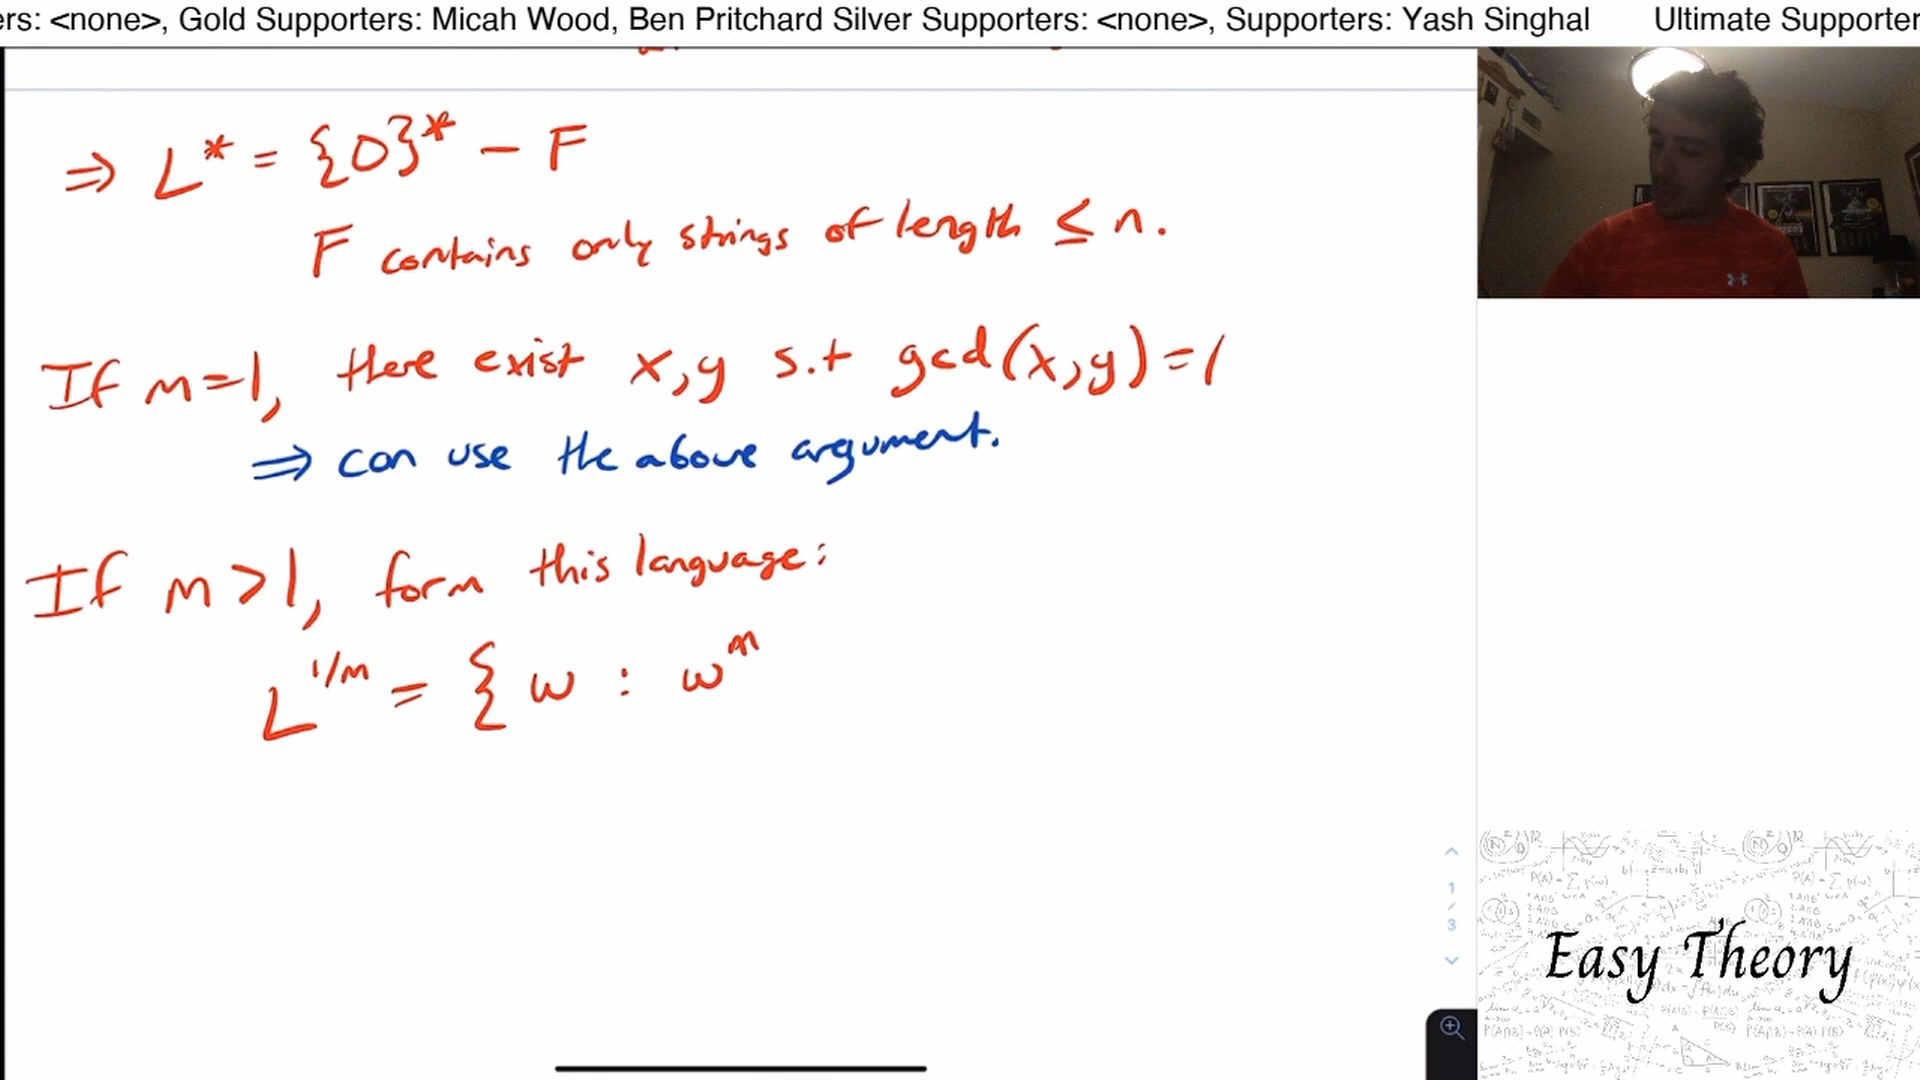 ers: <none>, Gold Supporters: Micah Wood, Ben Pritchard Silver Supporters: <none>, Supporters: Yash Singhal Ultimate Supporter
⇒ L* = {0}* - F
F contains only strings of length ≤ n.
If m=1, there exist x,y s.t gcd(x,y)=1
⇒ can use the above argument.
If m>1, form this language:
L^1/m = { w : w^m
1
/
3
Easy Theory